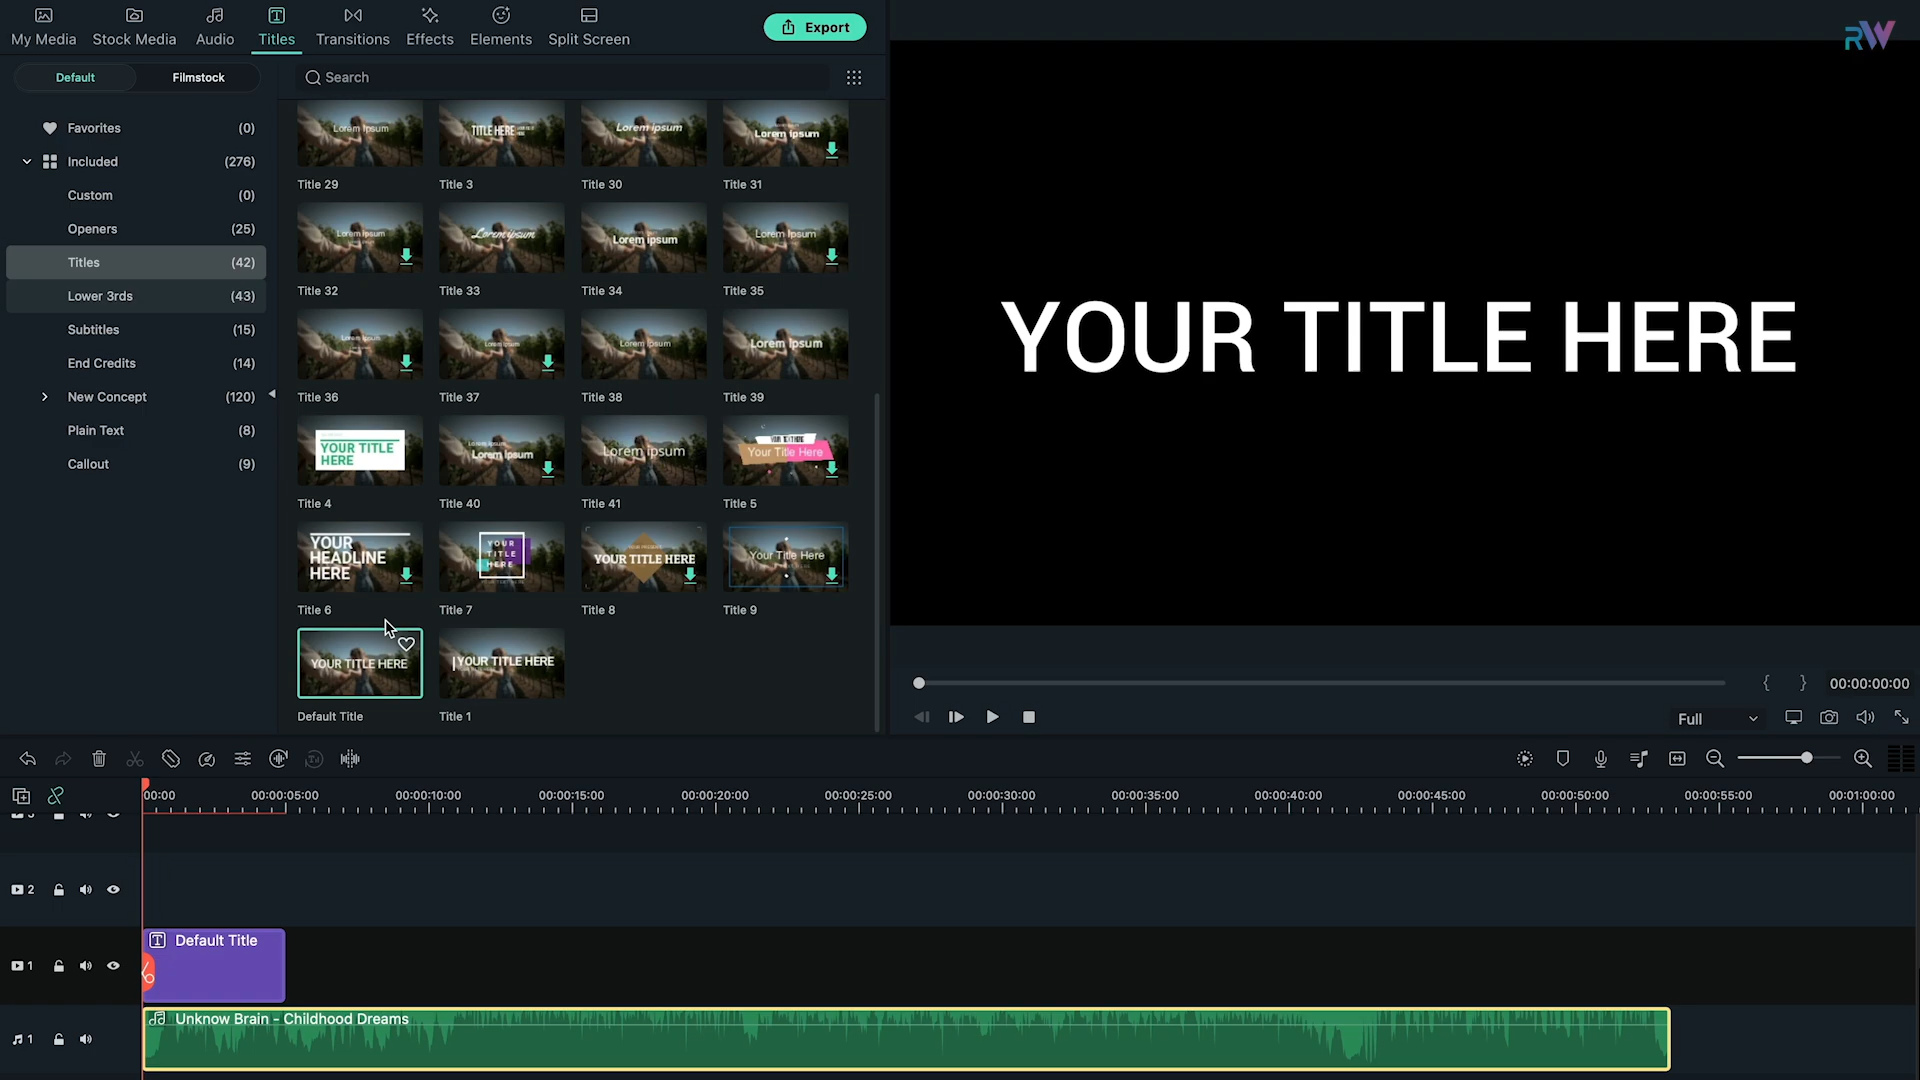 My Media
Stock Media
Audio
Titles
Transitions
Effects
Elements
Split Screen
Export
RW
Default
Filmstock
Search
Favorites (0)
Included (276)
Custom (0)
Openers (25)
Titles (42)
Lower 3rds (43)
Subtitles (15)
End Credits (14)
New Concept (120)
Plain Text (8)
Callout (9)
Lorem Ipsum
TITLE HERE
Lorem ipsum
Lorem ipsum
Title 29
Title 3
Title 30
Title 31
Lorem ipsum
Lorem ipsum
Lorem ipsum
Lorem ipsum
Title 32
Title 33
Title 34
Title 35
Lorem ipsum
Lorem ipsum
Lorem ipsum
Title 36
Title 37
Title 38
Title 39
YOUR TITLE
HERE
Lorem ipsum
Lorem ipsum
Lorem ipsum
Your Title Here
Title 4
Title 40
Title 41
Title 5
YOUR
HEADLINE
HERE
YOUR
TITLE
HERE
YOUR TITLE HERE
Your Title Here
Title 6
Title 7
Title 8
Title 9
YOUR TITLE HERE
YOUR TITLE HERE
Default Title
Title 1
YOUR TITLE HERE
{ } 00:00:00:00
Full
00:00
00:00:05:00
00:00:10:00
00:00:15:00
00:00:20:00
00:00:25:00
00:00:30:00
00:00:35:00
00:00:40:00
00:00:45:00
00:00:50:00
00:00:55:00
00:01:00:00
2
Default Title
1
Unknow Brain - Childhood Dreams
1